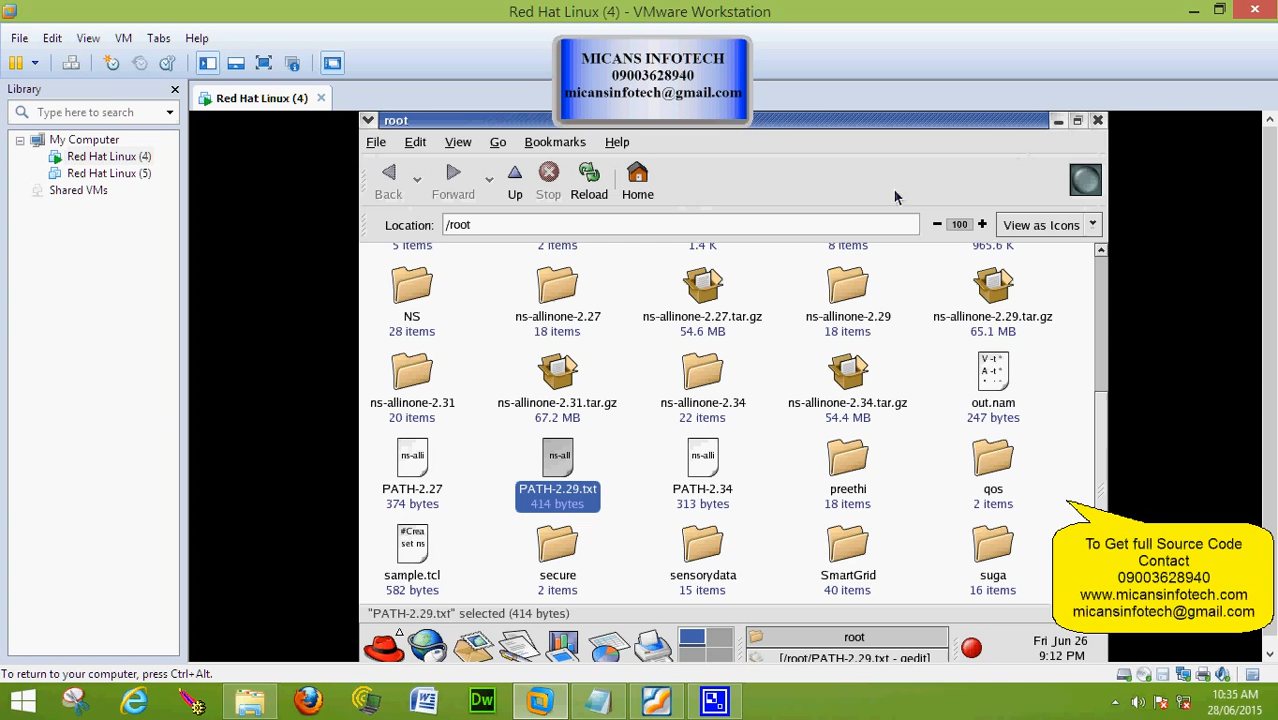 Red Hat Linux (4) - VMware Workstation
File Edit View VM Tabs Help
MICANS INFOTECH
09003628940
micansinfotech@gmail.com
Library
Type here to search
My Computer
Red Hat Linux (4)
Red Hat Linux (5)
Shared VMs
Red Hat Linux (4)
root
File Edit View Go Bookmarks Help
Back Forward Up Stop Reload Home
Location: /root 100 View as Icons
5 items 2 items 1.4 K 8 items 965.6 K
NS ns-allinone-2.27 ns-allinone-2.27.tar.gz ns-allinone-2.29 ns-allinone-2.29.tar.gz
28 items 18 items 54.6 MB 18 items 65.1 MB
V -t *
A -t *
ns-allinone-2.31 ns-allinone-2.31.tar.gz ns-allinone-2.34 ns-allinone-2.34.tar.gz out.nam
20 items 67.2 MB 22 items 54.4 MB 247 bytes
ns-alli ns-all ns-alli
PATH-2.27 PATH-2.29.txt PATH-2.34 preethi qos
374 bytes 414 bytes 313 bytes 18 items 2 items
#Crea
set ns
sample.tcl secure sensorydata SmartGrid suga
582 bytes 2 items 15 items 40 items 16 items
To Get full Source Code
Contact
09003628940
www.micansinfotech.com
micansinfotech@gmail.com
"PATH-2.29.txt" selected (414 bytes)
root
[/root/PATH-2.29.txt - gedit]
Fri Jun 26
9:12 PM
To return to your computer, press Ctrl+Alt.
W Dw
10:35 AM
28/06/2015